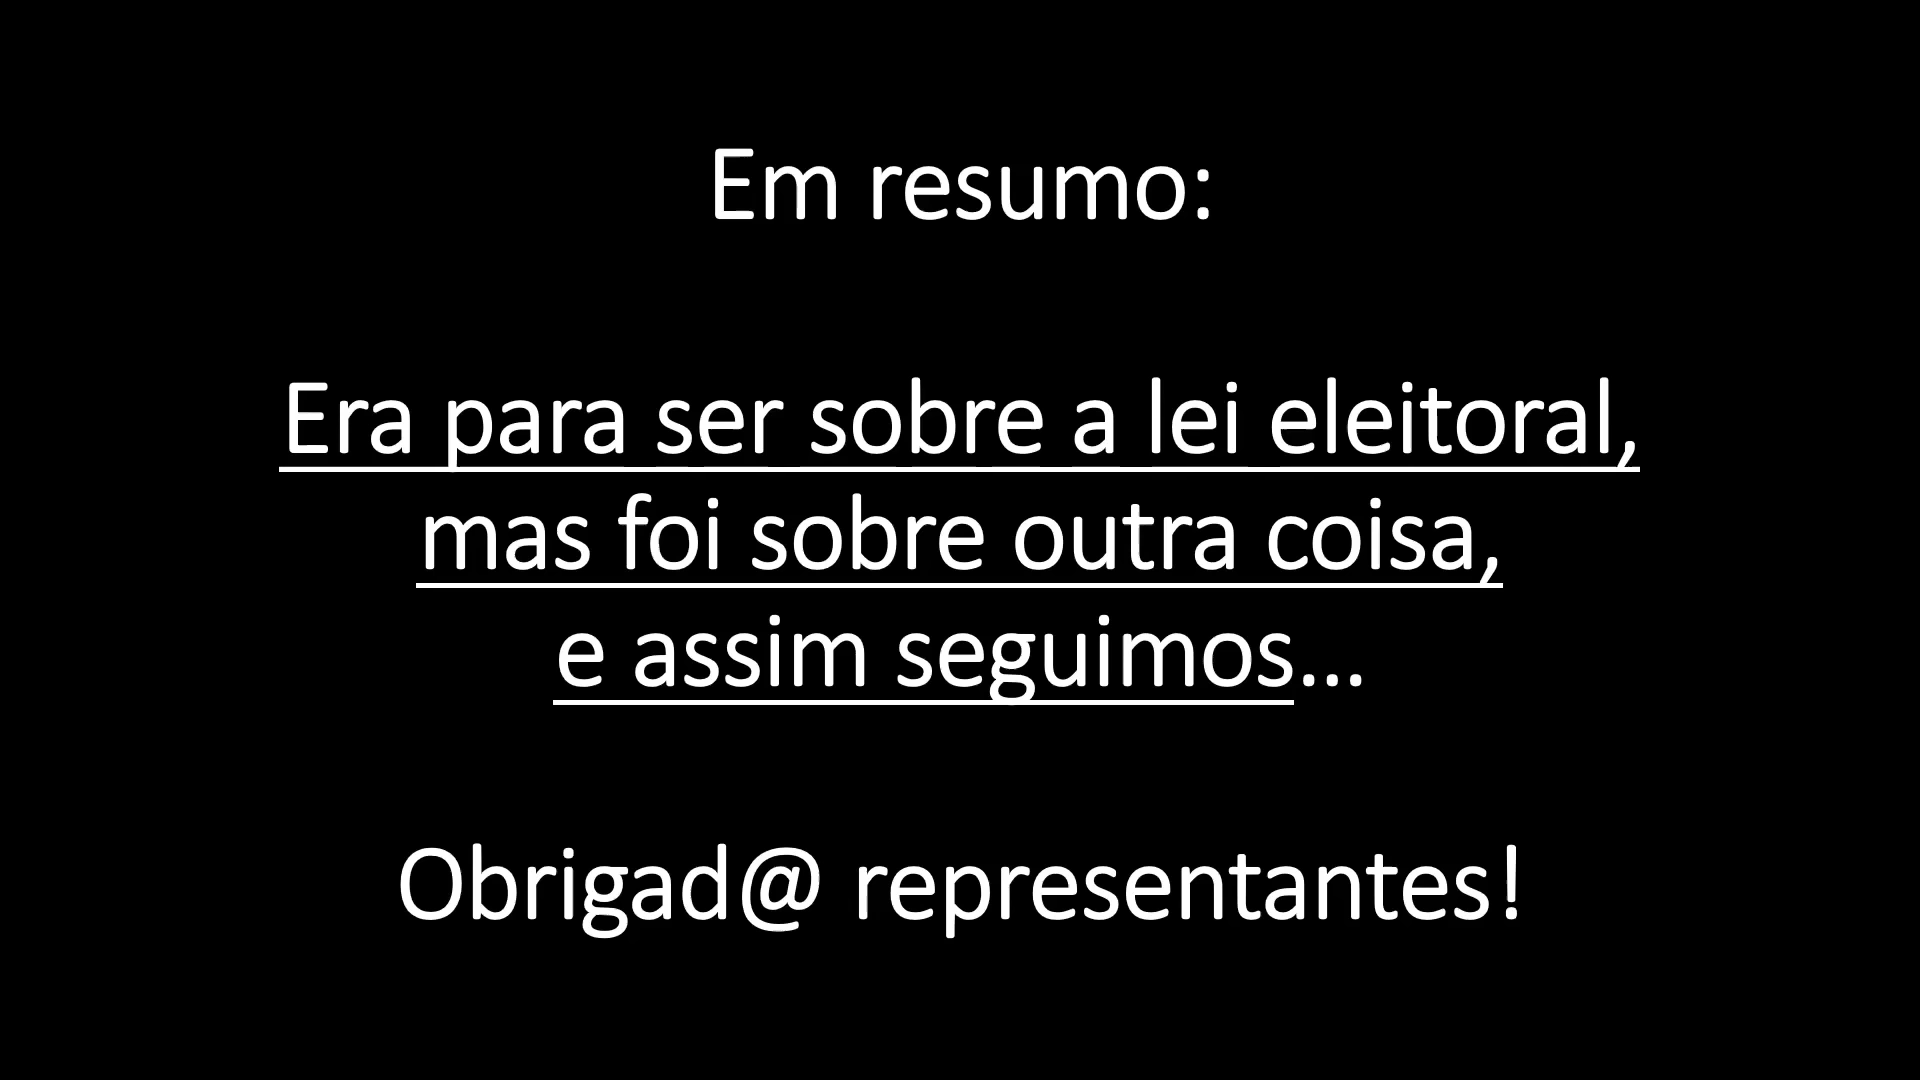 Em resumo:
Era para ser sobre a lei eleitoral,
mas foi sobre outra coisa,
e assim seguimos...
Obrigad@ representantes!